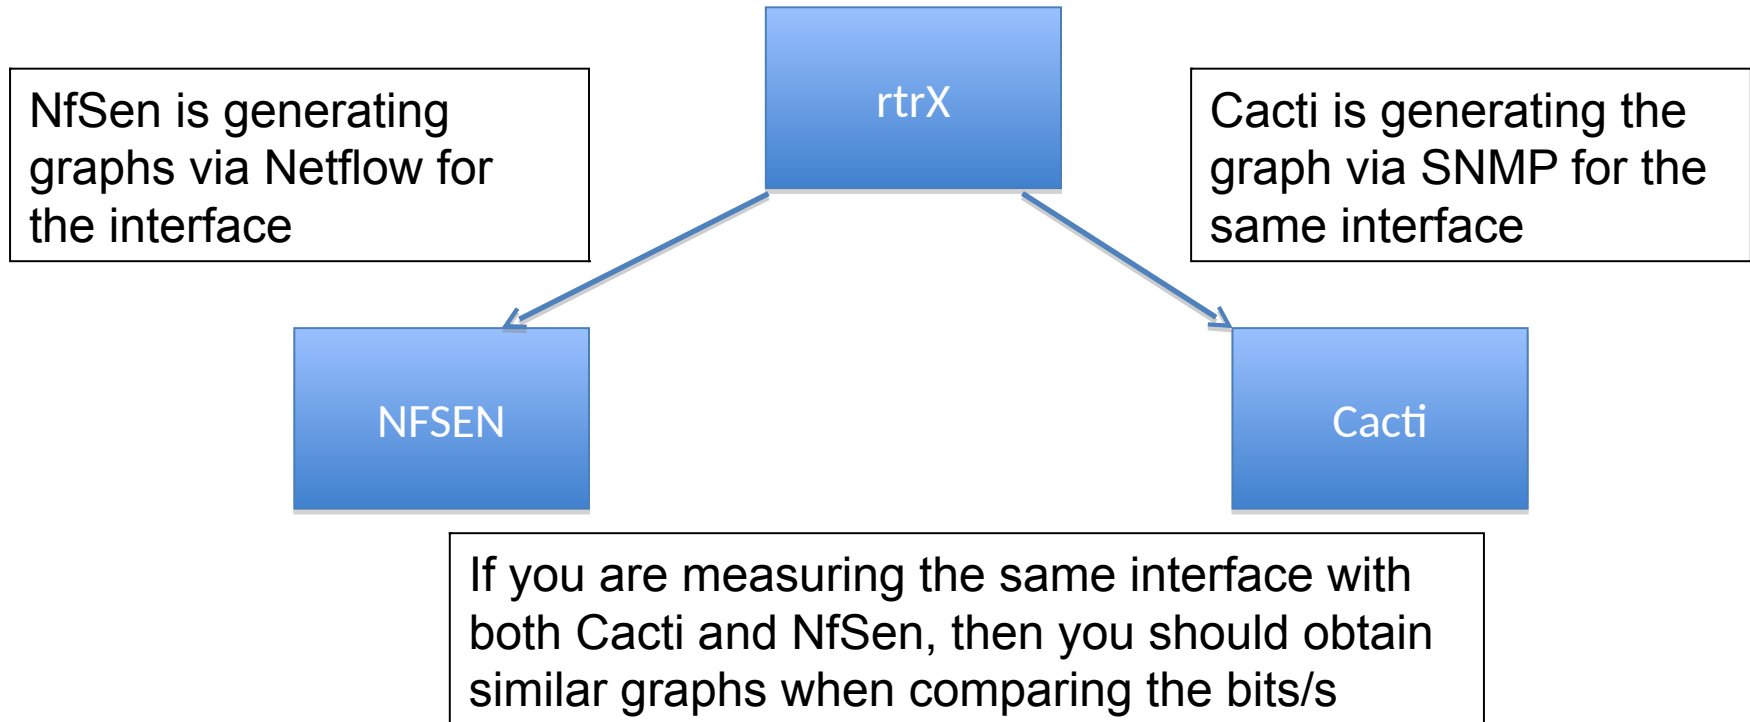 rtrX
NfSen is generating
graphs via Netflow for
the interface
Cacti is generating the
graph via SNMP for the
same interface
NFSEN
Cacti
If you are measuring the same interface with
both Cacti and NfSen, then you should obtain
similar graphs when comparing the bits/s